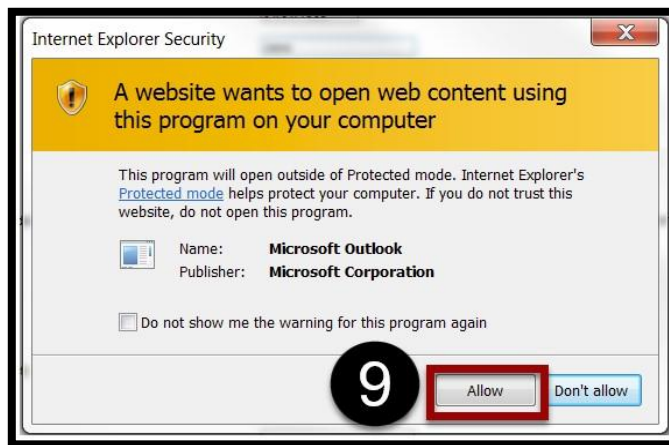 Internet Explorer Security
A website wants to open web content using
this program on your computer
This program will open outside of Protected mode. Internet Explorer's
Protected mode helps protect your computer. If you do not trust this
website, do not open this program.
Name: Microsoft Outlook
Publisher: Microsoft Corporation
Do not show me the warning for this program again
9 Allow Don't allow